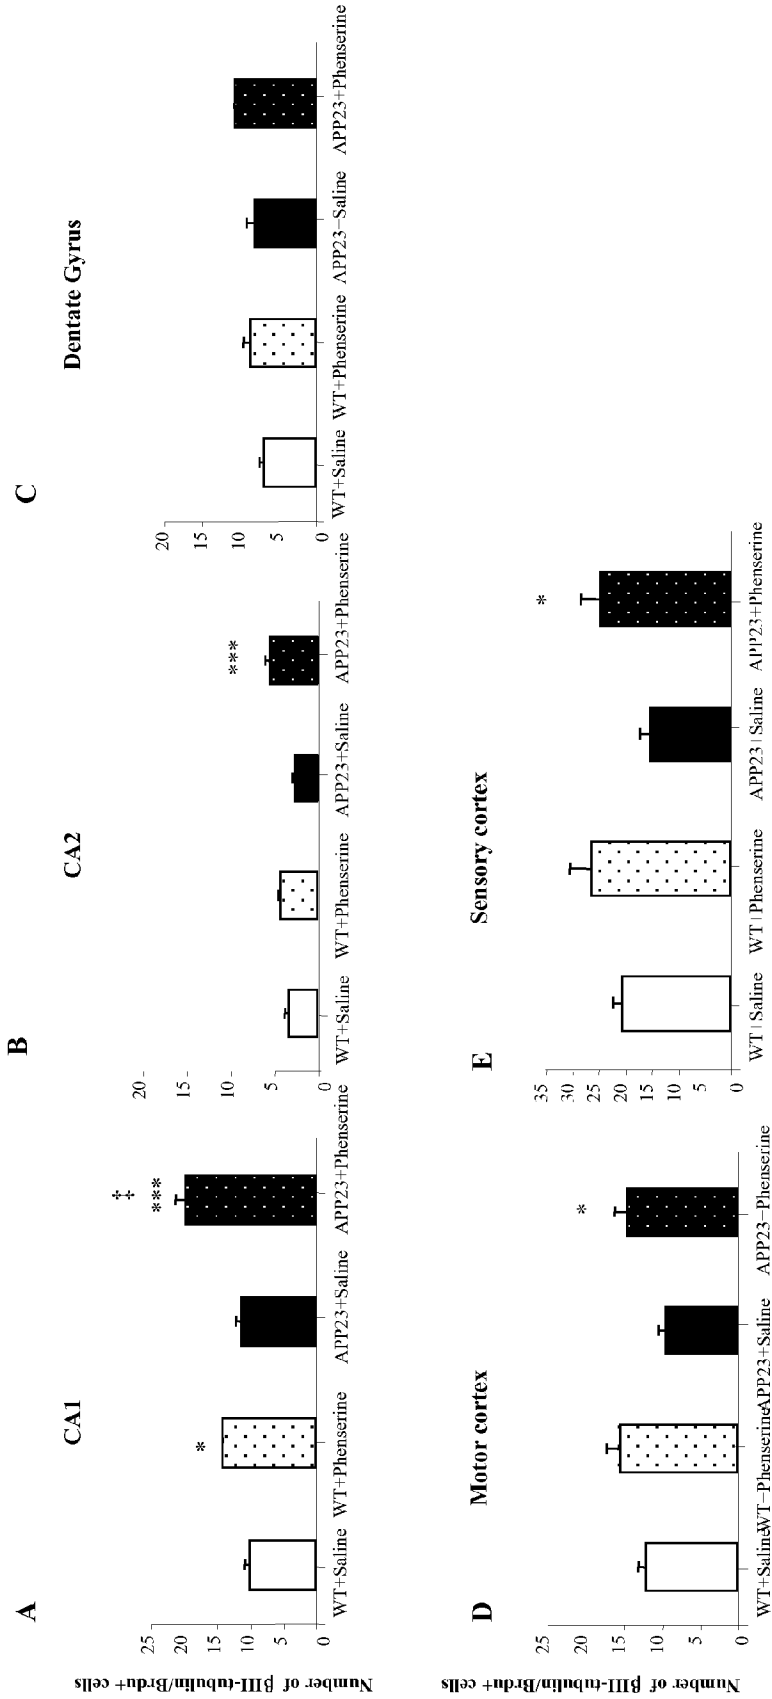 A
CA1
Number of βIII-tubulin/Brdu+ cells
25
20
15
10
5
0
*
‡
***
WT+Saline
WT+Phenserine
APP23+Saline
APP23+Phenserine
B
CA2
20
15
10
5
0
***
WT+Saline
WT+Phenserine
APP23+Saline
APP23+Phenserine
C
Dentate Gyrus
20
15
10
5
0
WT+Saline
WT+Phenserine
APP23−Saline
APP23+Phenserine
D
Motor cortex
Number of βIII-tubulin/Brdu+ cells
25
20
15
10
5
0
*
WT+Saline
WT−Phenserine
APP23+Saline
APP23−Phenserine
E
Sensory cortex
35
30
25
20
15
10
5
0
*
WT|Saline
WT|Phenserine
APP23|Saline
APP23+Phenserine